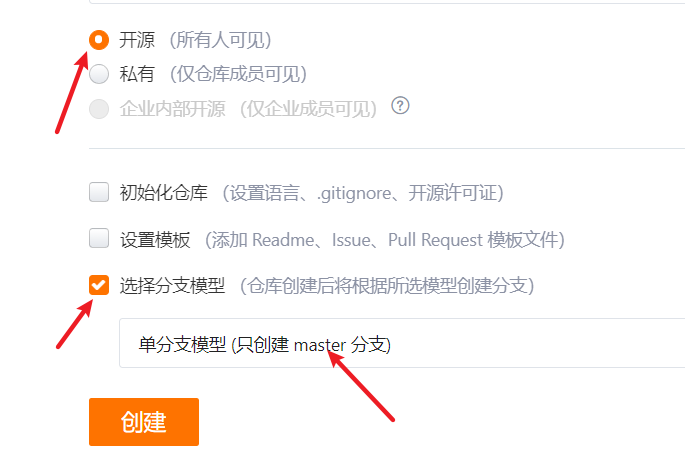 开源 （所有人可见）
私有 （仅仓库成员可见）
企业内部开源 （仅企业成员可见） ?
初始化仓库 （设置语言、.gitignore、开源许可证）
设置模板 （添加 Readme、Issue、Pull Request 模板文件）
选择分支模型 （仓库创建后将根据所选模型创建分支）
单分支模型 (只创建 master 分支)
创建